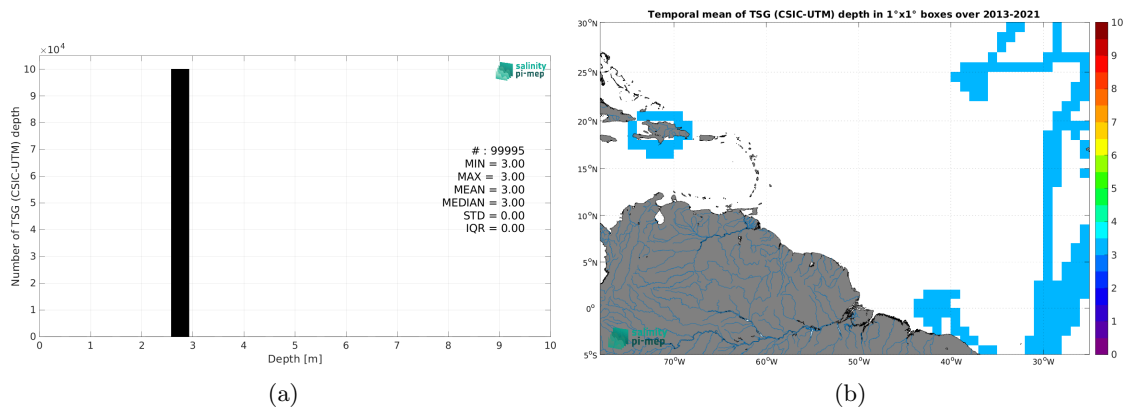 ×10⁴
10
9
8
7
6
5
4
3
2
1
0
Number of TSG (CSIC-UTM) depth
salinity
pi-mep
# : 99995
MIN = 3.00
MAX = 3.00
MEAN = 3.00
MEDIAN = 3.00
STD = 0.00
IQR = 0.00
0 1 2 3 4 5 6 7 8 9 10
Depth [m]
(a)
Temporal mean of TSG (CSIC-UTM) depth in 1°x1° boxes over 2013-2021
30°N
25°N
20°N
15°N
10°N
5°N
0°
5°S
salinity
pi-mep
70°W 60°W 50°W 40°W 30°W
10
9
8
7
6
5
4
3
2
1
0
(b)